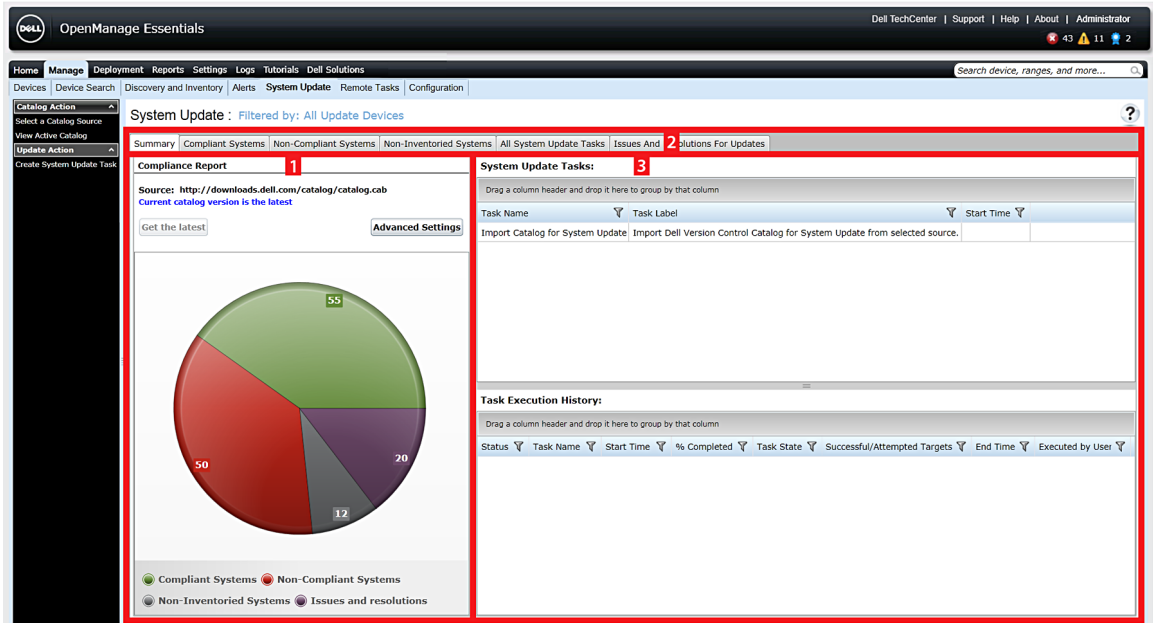 DELL
OpenManage Essentials
Dell TechCenter | Support | Help | About | Administrator
43 11 2
Home Manage Deployment Reports Settings Logs Tutorials Dell Solutions
Search device, ranges, and more...
Devices Device Search Discovery and Inventory Alerts System Update Remote Tasks Configuration
Catalog Action
Select a Catalog Source
View Active Catalog
Update Action
Create System Update Task
System Update : Filtered by: All Update Devices
?
Summary Compliant Systems Non-Compliant Systems Non-Inventoried Systems All System Update Tasks Issues And 2 olutions For Updates
Compliance Report 1
Source: http://downloads.dell.com/catalog/catalog.cab
Current catalog version is the latest
Get the latest Advanced Settings
55
50
20
12
Compliant Systems Non-Compliant Systems
Non-Inventoried Systems Issues and resolutions
System Update Tasks: 3
Drag a column header and drop it here to group by that column
Task Name Task Label Start Time
Import Catalog for System Update Import Dell Version Control Catalog for System Update from selected source.
Task Execution History:
Drag a column header and drop it here to group by that column
Status Task Name Start Time % Completed Task State Successful/Attempted Targets End Time Executed by User